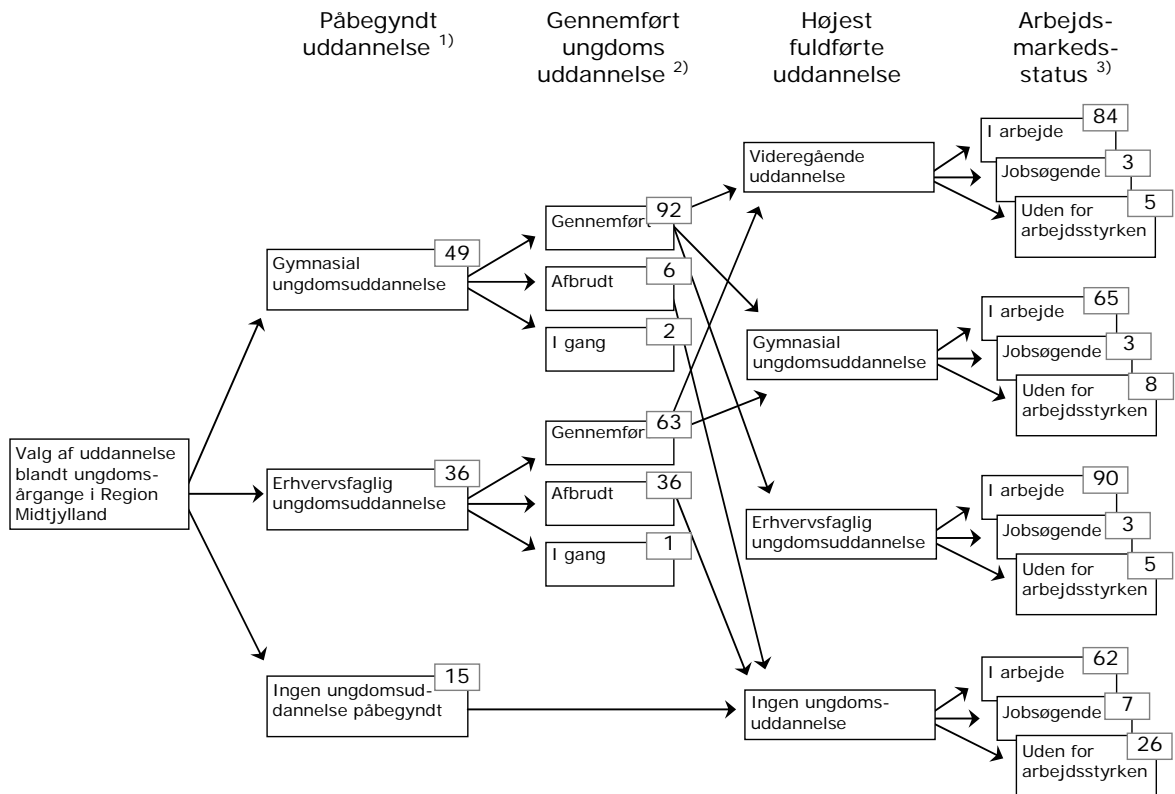 Påbegyndt
uddannelse 1)
Gennemført
ungdoms
uddannelse 2)
Højest
fuldførte
uddannelse
Arbejds-
markeds-
status 3)
Valg af uddannelse
blandt ungdoms-
årgange i Region
Midtjylland
Gymnasial
ungdomsuddannelse
49
Erhvervsfaglig
ungdomsuddannelse
36
Ingen ungdomsud-
dannelse påbegyndt
15
Gennemført
92
Afbrudt
6
I gang
2
Gennemfør
63
Afbrudt
36
I gang
1
Videregående
uddannelse
Gymnasial
ungdomsuddannelse
Erhvervsfaglig
ungdomsuddannelse
Ingen ungdoms-
uddannelse
I arbejde
84
Jobsøgende
3
Uden for
arbejdsstyrken
5
I arbejde
65
Jobsøgende
3
Uden for
arbejdsstyrken
8
I arbejde
90
Jobsøgende
3
Uden for
arbejdsstyrken
5
I arbejde
62
Jobsøgende
7
Uden for
arbejdsstyrken
26